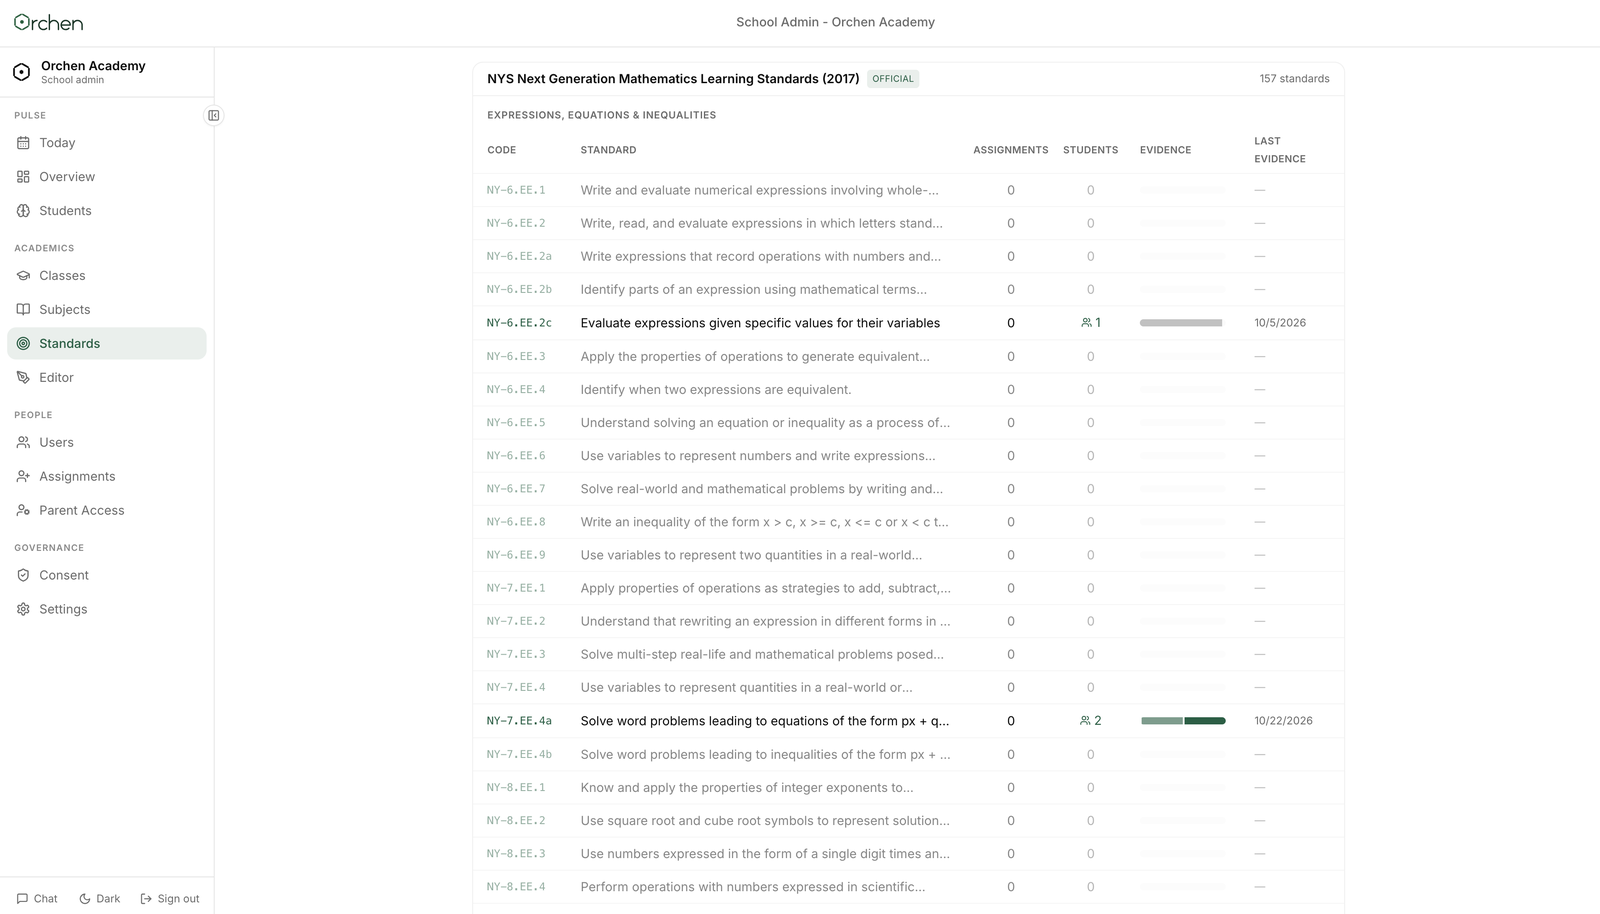 Orchen
School Admin - Orchen Academy
Orchen Academy
School admin
PULSE
Today
Overview
Students
ACADEMICS
Classes
Subjects
Standards
Editor
PEOPLE
Users
Assignments
Parent Access
GOVERNANCE
Consent
Settings
Chat Dark Sign out
NYS Next Generation Mathematics Learning Standards (2017) OFFICIAL 157 standards
EXPRESSIONS, EQUATIONS & INEQUALITIES
CODE STANDARD ASSIGNMENTS STUDENTS EVIDENCE LAST EVIDENCE
NY-6.EE.1 Write and evaluate numerical expressions involving whole-... 0 0 —
NY-6.EE.2 Write, read, and evaluate expressions in which letters stand... 0 0 —
NY-6.EE.2a Write expressions that record operations with numbers and... 0 0 —
NY-6.EE.2b Identify parts of an expression using mathematical terms... 0 0 —
NY-6.EE.2c Evaluate expressions given specific values for their variables 0 1 10/5/2026
NY-6.EE.3 Apply the properties of operations to generate equivalent... 0 0 —
NY-6.EE.4 Identify when two expressions are equivalent. 0 0 —
NY-6.EE.5 Understand solving an equation or inequality as a process of... 0 0 —
NY-6.EE.6 Use variables to represent numbers and write expressions... 0 0 —
NY-6.EE.7 Solve real-world and mathematical problems by writing and... 0 0 —
NY-6.EE.8 Write an inequality of the form x > c, x >= c, x <= c or x < c t... 0 0 —
NY-6.EE.9 Use variables to represent two quantities in a real-world... 0 0 —
NY-7.EE.1 Apply properties of operations as strategies to add, subtract,... 0 0 —
NY-7.EE.2 Understand that rewriting an expression in different forms in ... 0 0 —
NY-7.EE.3 Solve multi-step real-life and mathematical problems posed... 0 0 —
NY-7.EE.4 Use variables to represent quantities in a real-world or... 0 0 —
NY-7.EE.4a Solve word problems leading to equations of the form px + q... 0 2 10/22/2026
NY-7.EE.4b Solve word problems leading to inequalities of the form px + ... 0 0 —
NY-8.EE.1 Know and apply the properties of integer exponents to... 0 0 —
NY-8.EE.2 Use square root and cube root symbols to represent solution... 0 0 —
NY-8.EE.3 Use numbers expressed in the form of a single digit times an... 0 0 —
NY-8.EE.4 Perform operations with numbers expressed in scientific... 0 0 —